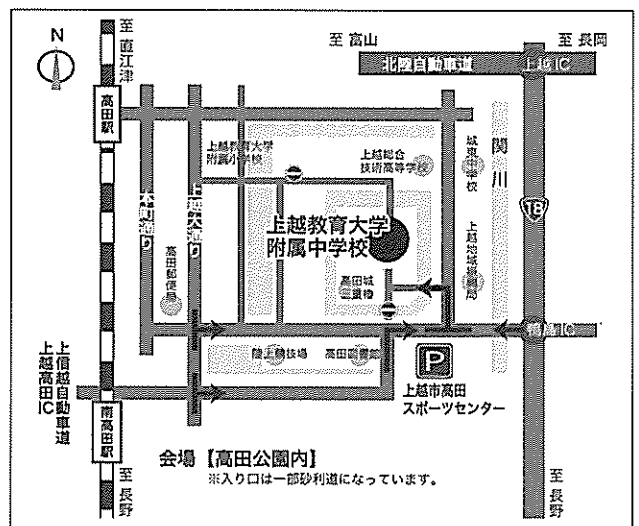 至 富山
至 長岡
北陸自動車道
上越IC
至 直江津
N
高田駅
本町通り
上越大通り
上越教育大学
附属小学校
上越総合
技術高等学校
城東中学校
関川
18
上越教育大学
附属中学校
高田郵便局
高田城
三重櫓
上越地域振興局
鴨島IC
陸上競技場
高田図書館
P
上越市高田
スポーツセンター
上信越自動車道
上越高田IC
南高田駅
至 長野
会場【高田公園内】
※入り口は一部砂利道になっています。
至 長野